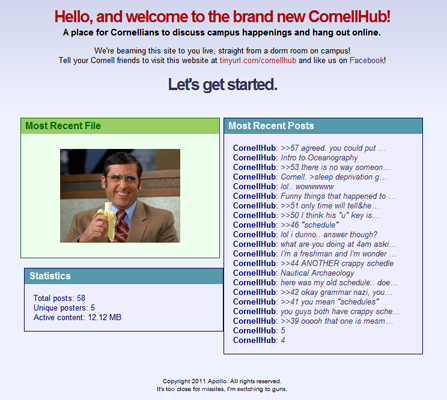 Hello, and welcome to the brand new CornellHub!
A place for Cornellians to discuss campus happenings and hang out online.
We're beaming this site to you live, straight from a dorm room on campus!
Tell your Cornell friends to visit this website at tinyurl.com/cornellhub and like us on Facebook!
Let's get started.
Most Recent File
Statistics
Total posts: 58
Unique posters: 5
Active content: 12.12 MB
Most Recent Posts
CornellHub: >>57 agreed. you could put …
CornellHub: Intro to Oceanography
CornellHub: >>53 there is no way someon…
CornellHub: Cornell. >sleep deprivation g…
CornellHub: lol.. wowwwwww
CornellHub: Funny things that happened to …
CornellHub: >>51 only time will tell&he…
CornellHub: >>50 I think his "u" key is…
CornellHub: >>46 "schedule"
CornellHub: lol i dunno.. answer though?
CornellHub: what are you doing at 4am aski…
CornellHub: I'm a freshman and I'm wonder …
CornellHub: >>44 ANOTHER crappy schedle
CornellHub: Nautical Archaeology
CornellHub: here was my old schedule.. doe…
CornellHub: >>42 okay grammar nazi, you…
CornellHub: >>41 you mean "schedules"
CornellHub: you guys both have crappy sche…
CornellHub: >>39 ooooh that one is mesm…
CornellHub: 5
CornellHub: 4
Copyright 2011 Apollo. All rights reserved.
It's too close for missiles, I'm switching to guns.